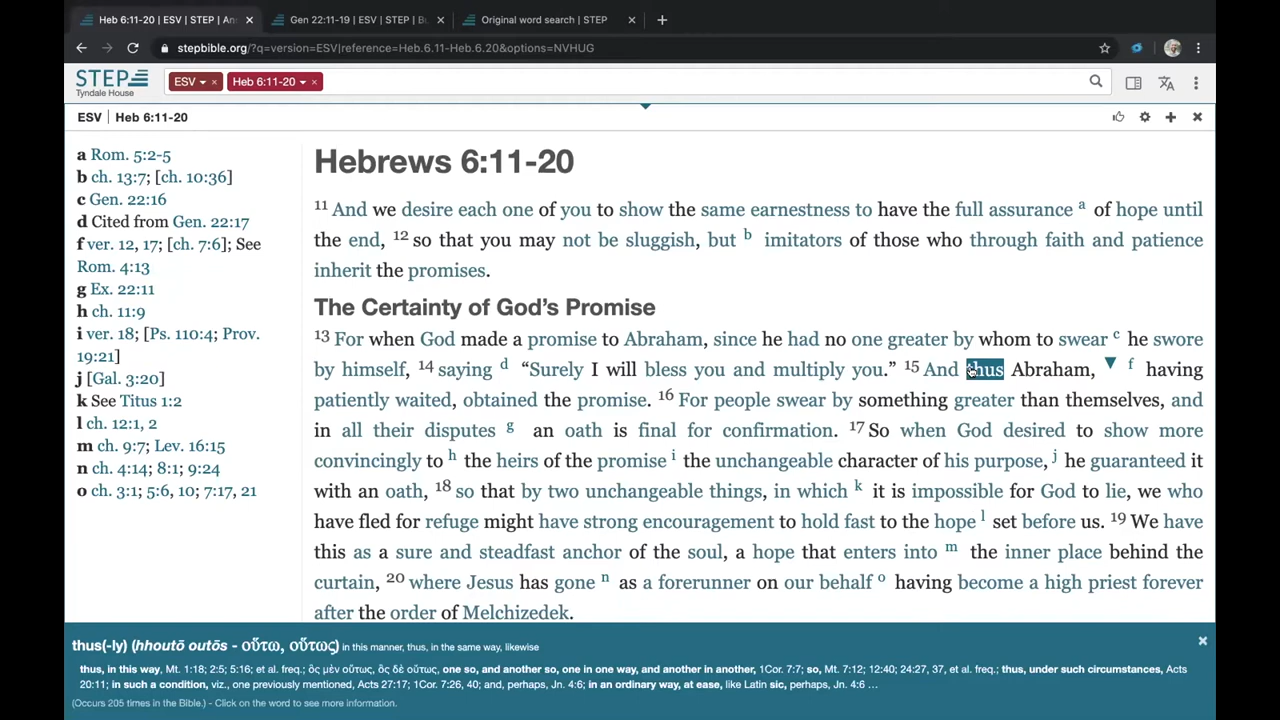 Heb 6:11-20 | ESV | STEP | An
Gen 22:11-19 | ESV | STEP | Bu
Original word search | STEP
stepbible.org/?q=version=ESV|reference=Heb.6.11-Heb.6.20&options=NVHUG
STEP
Tyndale House
ESV
Heb 6:11-20
ESV | Heb 6:11-20
a Rom. 5:2-5
b ch. 13:7; [ch. 10:36]
c Gen. 22:16
d Cited from Gen. 22:17
f ver. 12, 17; [ch. 7:6]; See
Rom. 4:13
g Ex. 22:11
h ch. 11:9
i ver. 18; [Ps. 110:4; Prov.
19:21]
j [Gal. 3:20]
k See Titus 1:2
l ch. 12:1, 2
m ch. 9:7; Lev. 16:15
n ch. 4:14; 8:1; 9:24
o ch. 3:1; 5:6, 10; 7:17, 21
Hebrews 6:11-20
11 And we desire each one of you to show the same earnestness to have the full assurance a of hope until
the end, 12 so that you may not be sluggish, but b imitators of those who through faith and patience
inherit the promises.
The Certainty of God's Promise
13 For when God made a promise to Abraham, since he had no one greater by whom to swear c he swore
by himself, 14 saying d “Surely I will bless you and multiply you.” 15 And thus Abraham, ▼ f having
patiently waited, obtained the promise. 16 For people swear by something greater than themselves, and
in all their disputes g an oath is final for confirmation. 17 So when God desired to show more
convincingly to h the heirs of the promise i the unchangeable character of his purpose, j he guaranteed it
with an oath, 18 so that by two unchangeable things, in which k it is impossible for God to lie, we who
have fled for refuge might have strong encouragement to hold fast to the hope l set before us. 19 We have
this as a sure and steadfast anchor of the soul, a hope that enters into m the inner place behind the
curtain, 20 where Jesus has gone n as a forerunner on our behalf o having become a high priest forever
after the order of Melchizedek.
thus(-ly) (hhoutō outōs - οὕτω, οὕτως) in this manner, thus, in the same way, likewise
thus, in this way, Mt. 1:18; 2:5; 5:16; et al. freq.; ὃς μὲν οὕτως, ὃς δὲ οὕτως, one so, and another so, one in one way, and another in another, 1Cor. 7:7; so, Mt. 7:12; 12:40; 24:27, 37, et al. freq.; thus, under such circumstances, Acts
20:11; in such a condition, viz., one previously mentioned, Acts 27:17; 1Cor. 7:26, 40; and, perhaps, Jn. 4:6; in an ordinary way, at ease, like Latin sic, perhaps, Jn. 4:6 ...
(Occurs 205 times in the Bible.) - Click on the word to see more information.